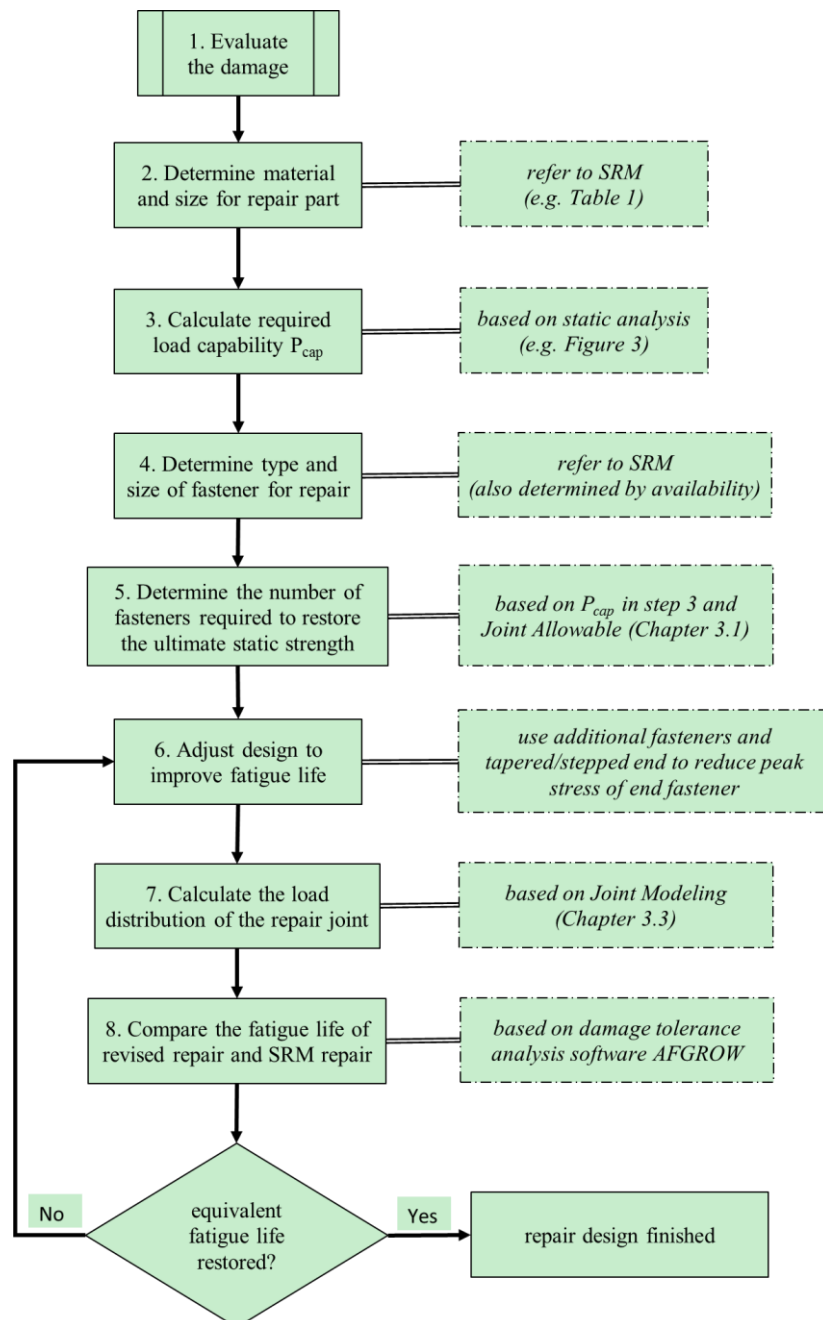 1. Evaluate
the damage
2. Determine material
and size for repair part
refer to SRM
(e.g. Table 1)
3. Calculate required
load capability Pcap
based on static analysis
(e.g. Figure 3)
4. Determine type and
size of fastener for repair
refer to SRM
(also determined by availability)
5. Determine the number of
fasteners required to restore
the ultimate static strength
based on Pcap in step 3 and
Joint Allowable (Chapter 3.1)
6. Adjust design to
improve fatigue life
use additional fasteners and
tapered/stepped end to reduce peak
stress of end fastener
7. Calculate the load
distribution of the repair joint
based on Joint Modeling
(Chapter 3.3)
8. Compare the fatigue life of
revised repair and SRM repair
based on damage tolerance
analysis software AFGROW
No
equivalent
fatigue life
restored?
Yes
repair design finished